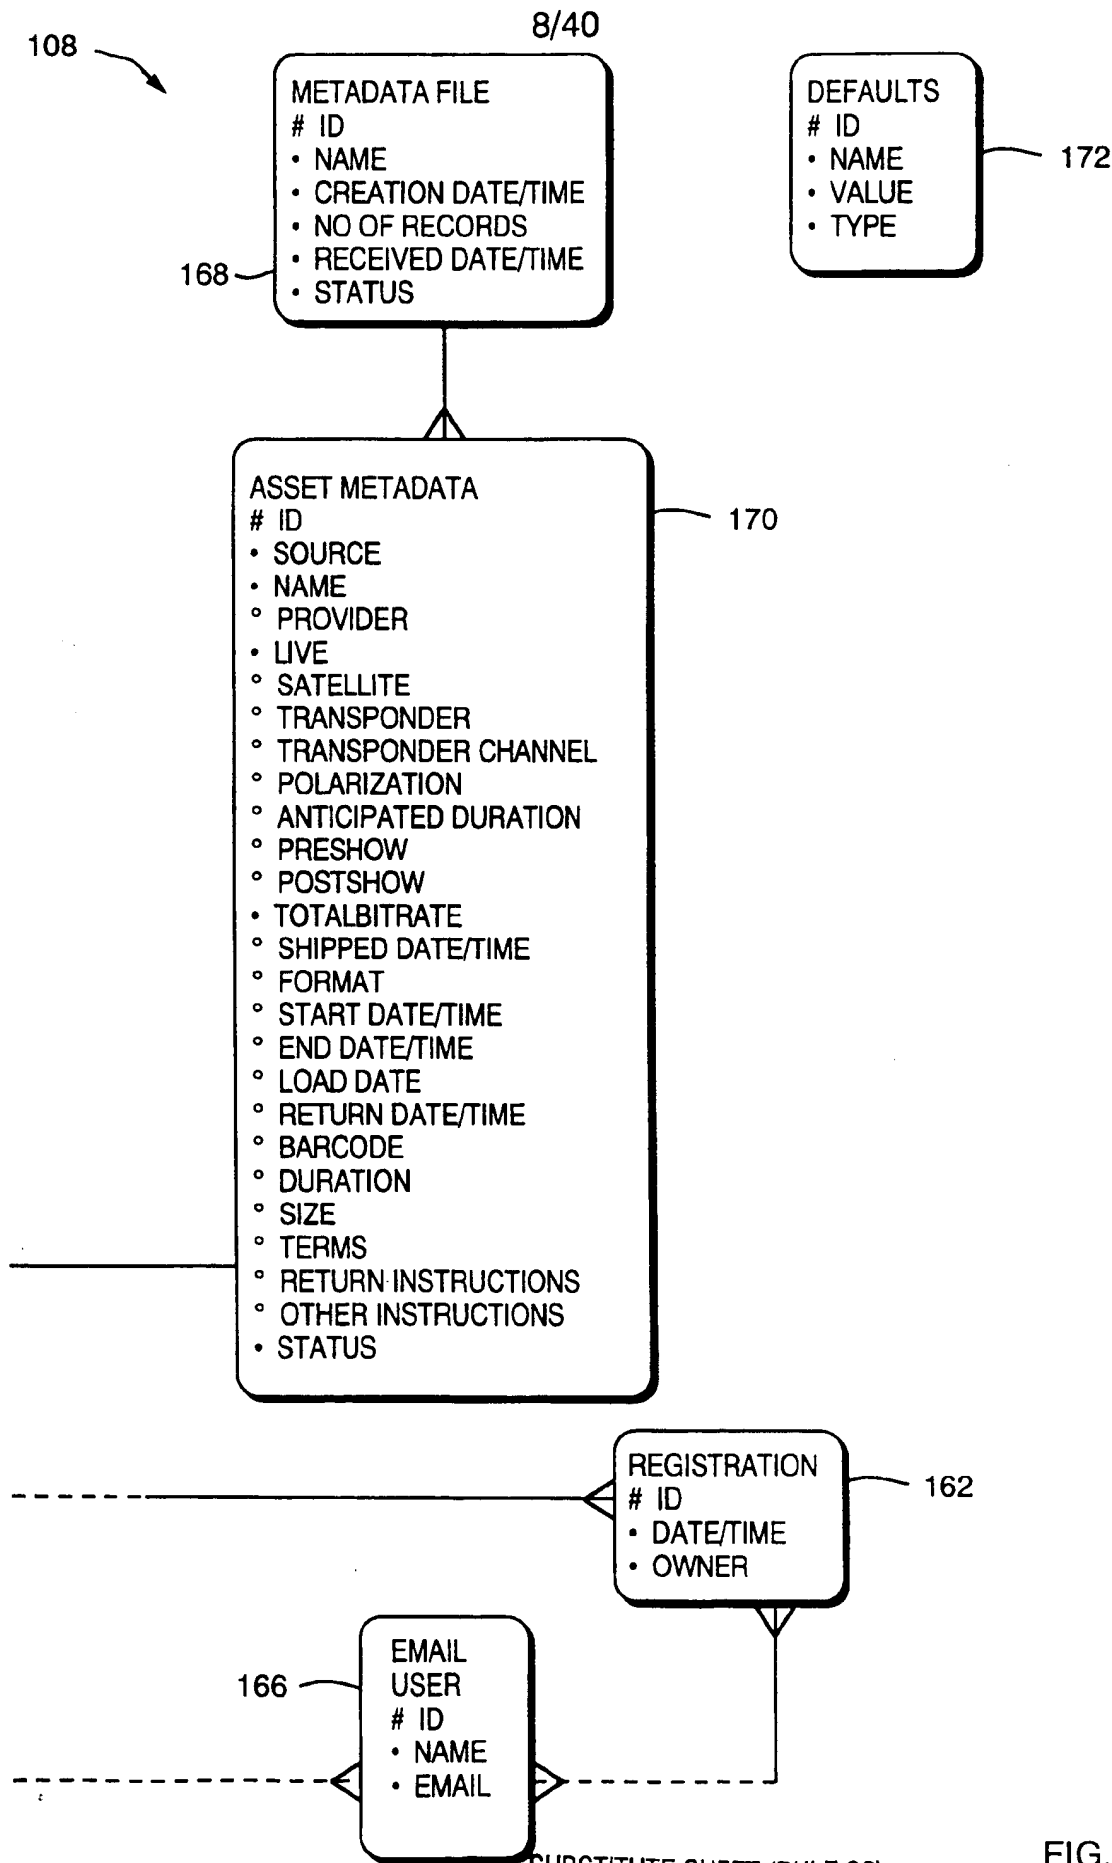 8/40
108
METADATA FILE
# ID
• NAME
• CREATION DATE/TIME
• NO OF RECORDS
• RECEIVED DATE/TIME
• STATUS
168
DEFAULTS
# ID
• NAME
• VALUE
• TYPE
172
ASSET METADATA
# ID
• SOURCE
• NAME
° PROVIDER
• LIVE
° SATELLITE
° TRANSPONDER
° TRANSPONDER CHANNEL
° POLARIZATION
° ANTICIPATED DURATION
° PRESHOW
° POSTSHOW
• TOTALBITRATE
° SHIPPED DATE/TIME
° FORMAT
° START DATE/TIME
° END DATE/TIME
° LOAD DATE
° RETURN DATE/TIME
° BARCODE
° DURATION
° SIZE
° TERMS
° RETURN INSTRUCTIONS
° OTHER INSTRUCTIONS
• STATUS
170
REGISTRATION
# ID
• DATE/TIME
• OWNER
162
EMAIL
USER
# ID
• NAME
• EMAIL
166
FIG